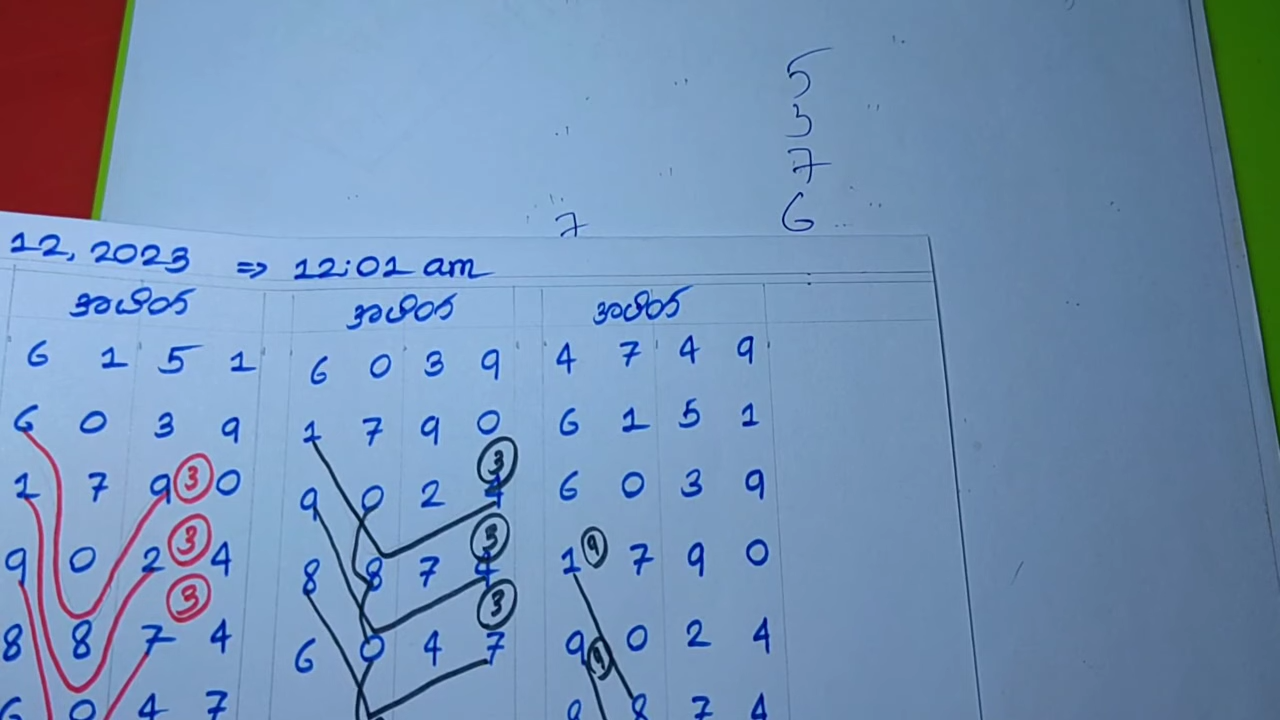 5
5
7
7 6
12, 2023 ⇒ 12:01 am
6 1 5 1 6 0 3 9 4 7 4 9
6 0 3 9 1 7 9 0 6 1 5 1
3
1 7 9 3 0 9 0 2 4 6 0 3 9
3 3
9 0 2 4 8 8 7 4 1 9 7 9 0
3 3
8 8 7 4 6 0 4 7 9 9 0 2 4
6 0 4 7 8 8 7 4